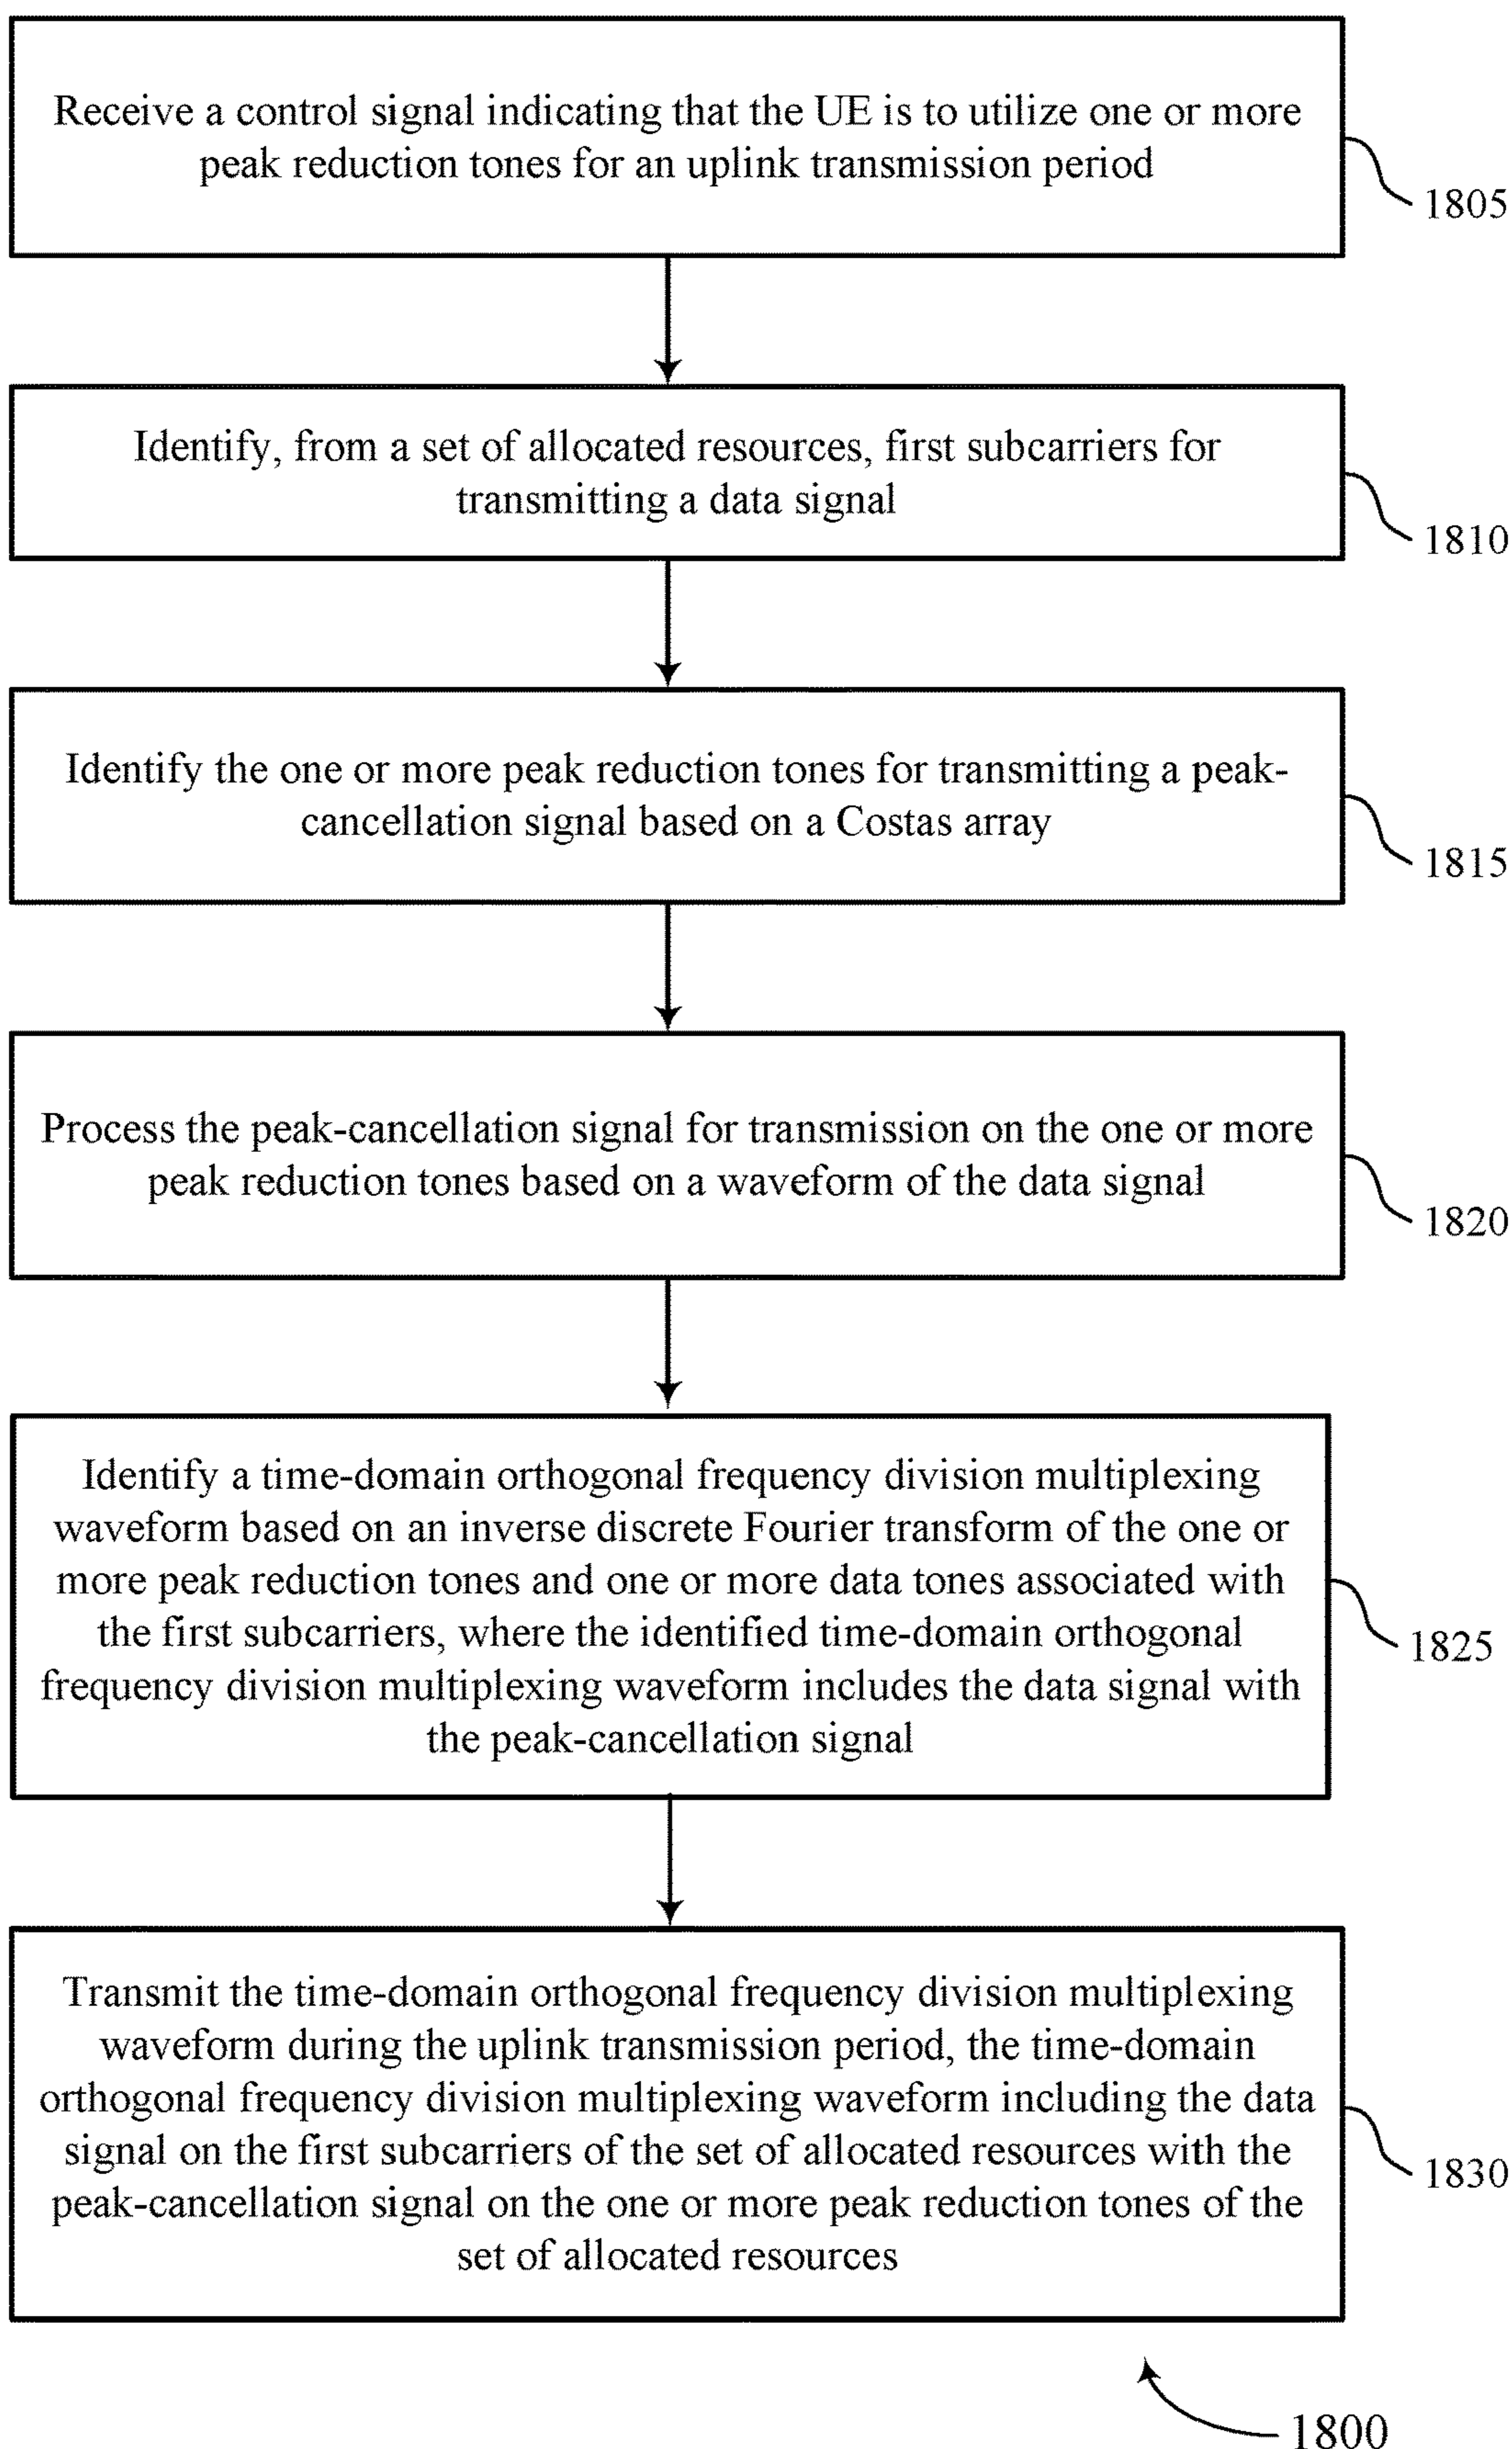 Receive a control signal indicating that the UE is to utilize one or more
peak reduction tones for an uplink transmission period
1805
Identify, from a set of allocated resources, first subcarriers for
transmitting a data signal
1810
Identify the one or more peak reduction tones for transmitting a peak-
cancellation signal based on a Costas array
1815
Process the peak-cancellation signal for transmission on the one or more
peak reduction tones based on a waveform of the data signal
1820
Identify a time-domain orthogonal frequency division multiplexing
waveform based on an inverse discrete Fourier transform of the one or
more peak reduction tones and one or more data tones associated with
the first subcarriers, where the identified time-domain orthogonal
frequency division multiplexing waveform includes the data signal with
the peak-cancellation signal
1825
Transmit the time-domain orthogonal frequency division multiplexing
waveform during the uplink transmission period, the time-domain
orthogonal frequency division multiplexing waveform including the data
signal on the first subcarriers of the set of allocated resources with the
peak-cancellation signal on the one or more peak reduction tones of the
set of allocated resources
1830
1800